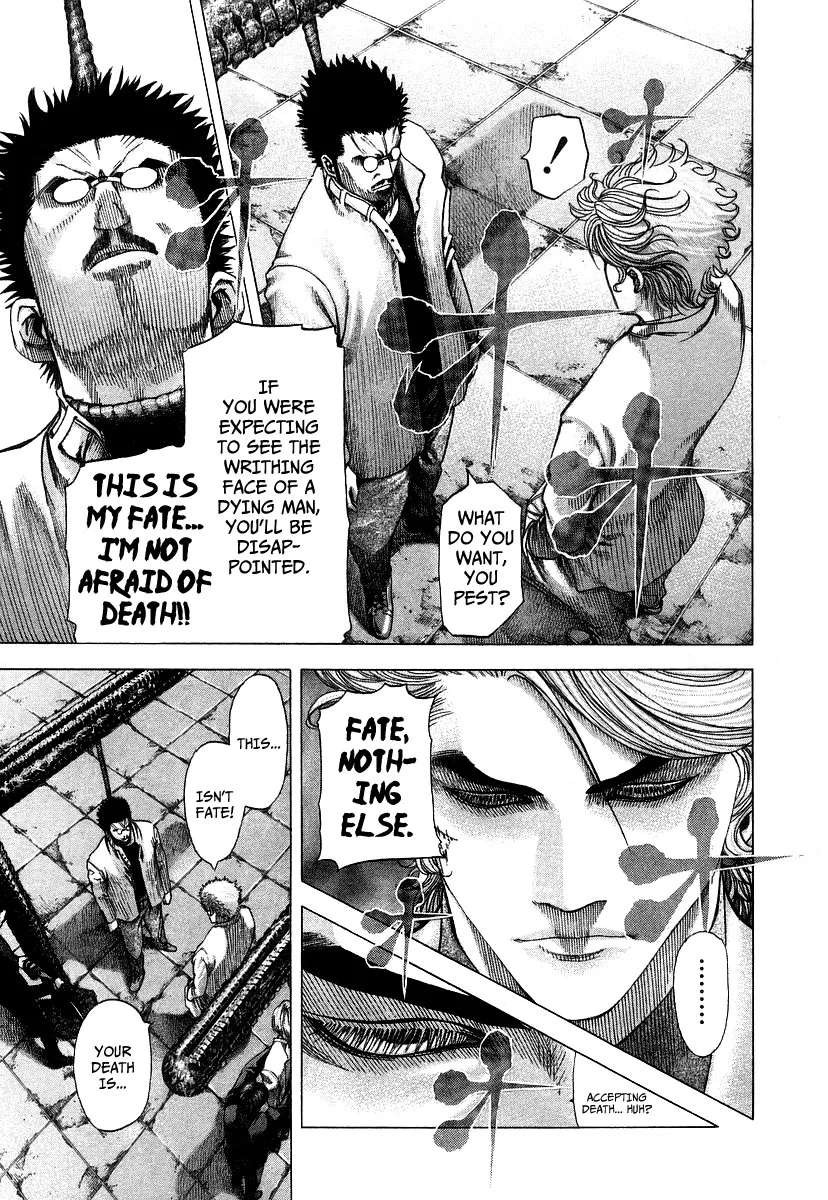 !
WHAT
DO YOU
WANT,
YOU
PEST?
IF
YOU WERE
EXPECTING
TO SEE THE
WRITHING
FACE OF A
DYING MAN,
YOU'LL BE
DISAP-
POINTED.
THIS IS
MY FATE...
I'M NOT
AFRAID OF
DEATH!!
FATE,
NOTH-
ING
ELSE.
.........
ACCEPTING
DEATH... HUH?
THIS...
ISN'T
FATE!
YOUR
DEATH
IS...